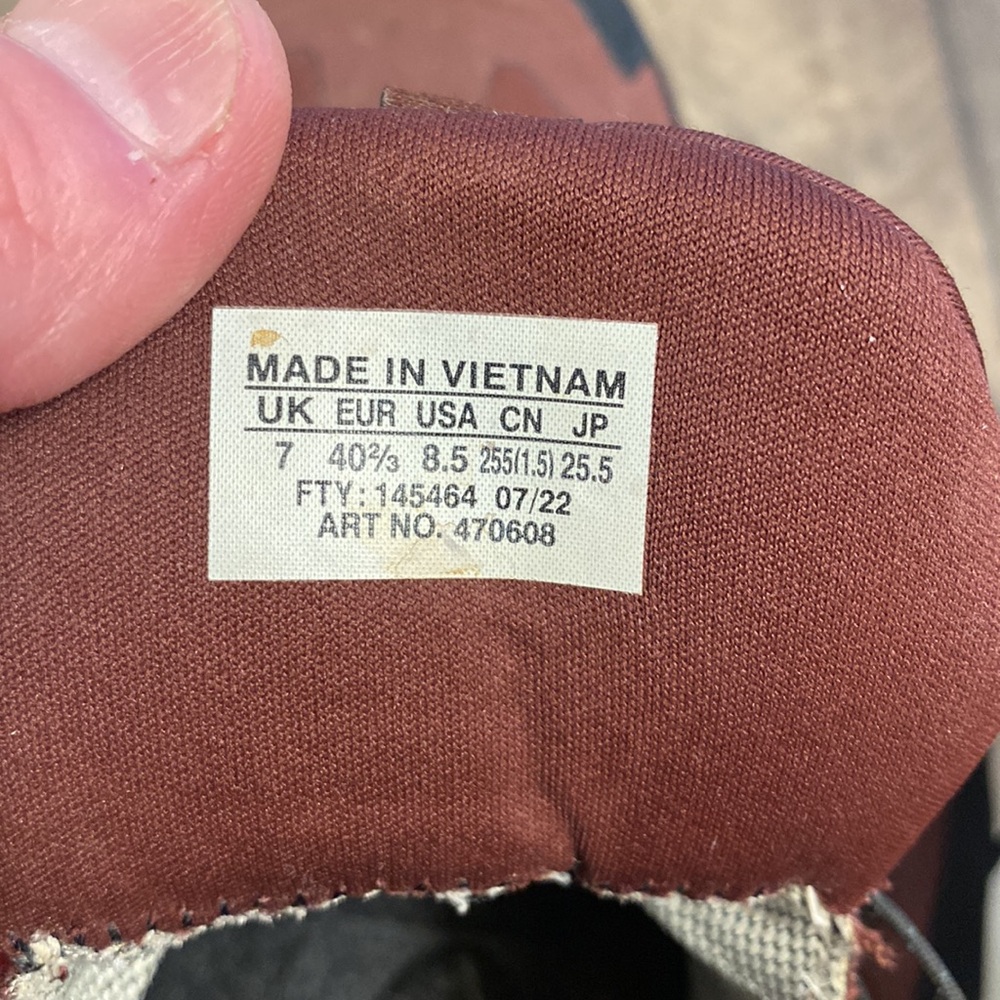 MADE IN VIETNAM
UK EUR USA CN JP
7 40⅔ 8.5 255(1.5) 25.5
FTY: 145464 07/22
ART NO. 470608